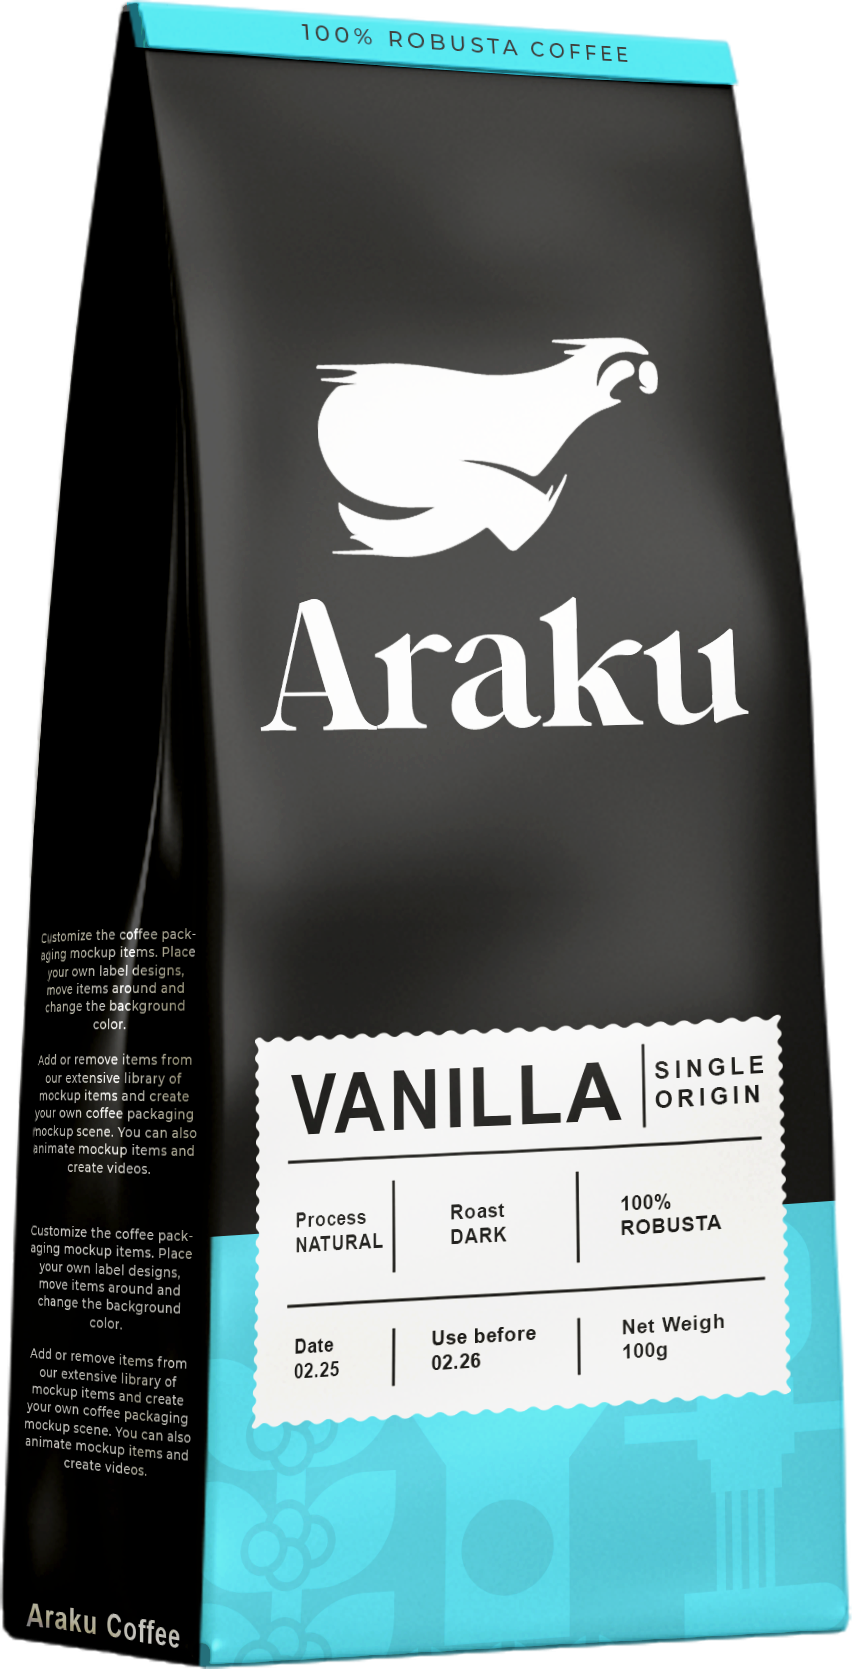 100% ROBUSTA COFFEE
Araku
VANILLA
SINGLE
ORIGIN
Process
NATURAL
Roast
DARK
100%
ROBUSTA
Date
02.25
Use before
02.26
Net Weigh
100g
Customize the coffee pack-
aging mockup items. Place
your own label designs,
move items around and
change the background
color.
Add or remove items from
our extensive library of
mockup items and create
your own coffee packaging
mockup scene. You can also
animate mockup items and
create videos.
Customize the coffee pack-
aging mockup items. Place
your own label designs,
move items around and
change the background
color.
Add or remove items from
our extensive library of
mockup items and create
your own coffee packaging
mockup scene. You can also
animate mockup items and
create videos.
Araku Coffee